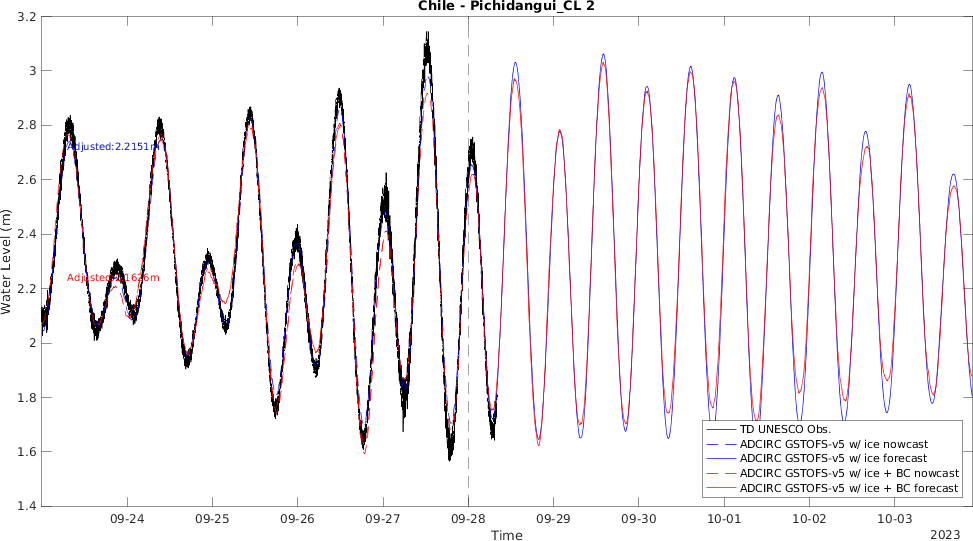 Chile - Pichidangui_CL 2
3.2
3
2.8
2.6
2.4
2.2
2
1.8
1.6
1.4
Water Level (m)
Adjusted:2.2151m
09-24
09-25
09-26
09-27
09-28
09-29
09-30
10-01
10-02
10-03
Time
2023
TD UNESCO Obs.
ADCIRC GSTOFS-v5 w/ ice nowcast
ADCIRC GSTOFS-v5 w/ ice forecast
ADCIRC GSTOFS-v5 w/ ice + BC nowcast
ADCIRC GSTOFS-v5 w/ ice + BC forecast